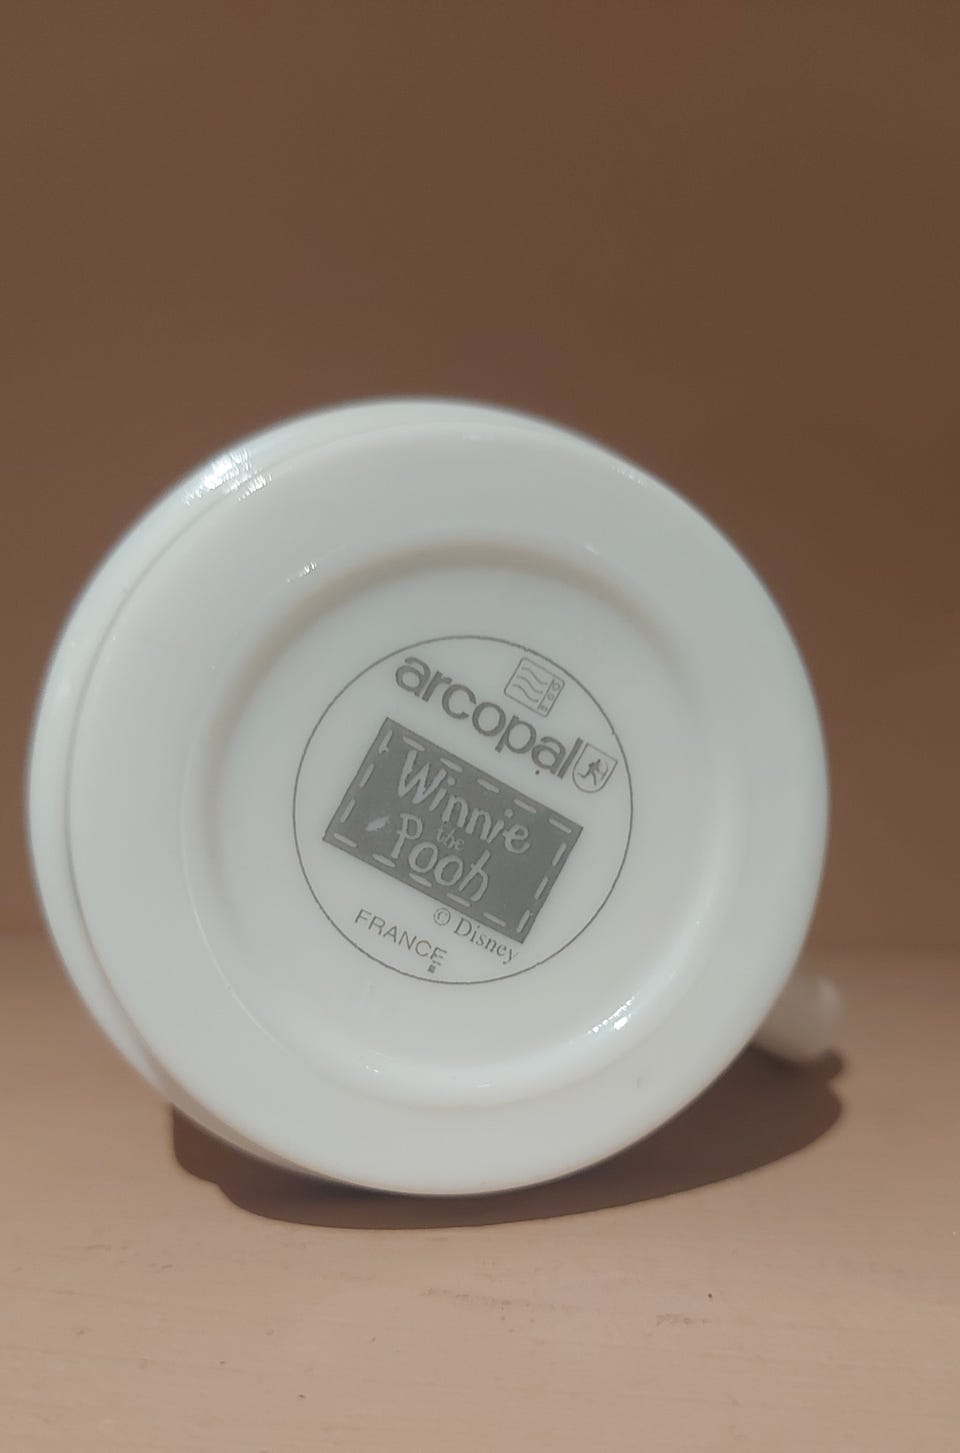 arcopal
Winnie
the
Pooh
© Disney
FRANCE